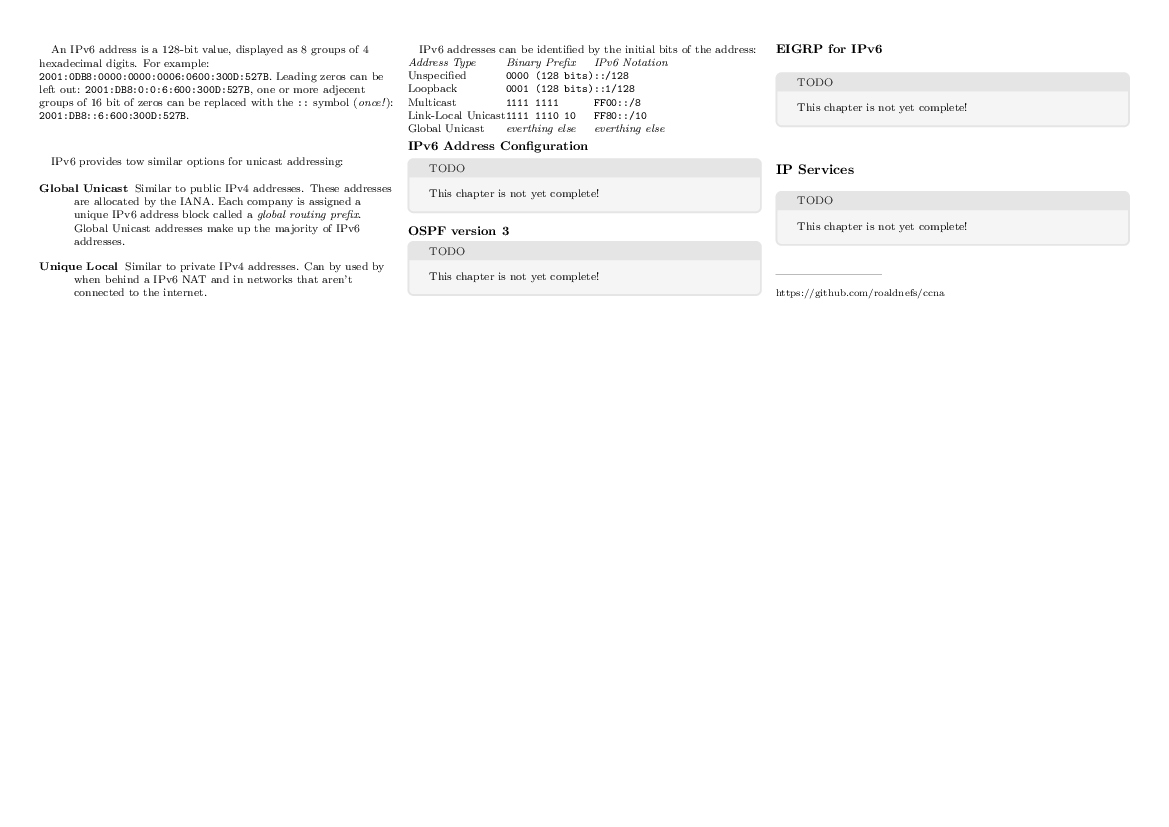 An IPv6 address is a 128-bit value, displayed as 8 groups of 4
hexadecimal digits. For example:
2001:0DB8:0000:0000:0006:0600:300D:527B. Leading zeros can be
left out: 2001:DB8:0:0:6:600:300D:527B, one or more adjecent
groups of 16 bit of zeros can be replaced with the :: symbol (once!):
2001:DB8::6:600:300D:527B.
IPv6 provides tow similar options for unicast addressing:
Global Unicast Similar to public IPv4 addresses. These addresses
are allocated by the IANA. Each company is assigned a
unique IPv6 address block called a global routing prefix.
Global Unicast addresses make up the majority of IPv6
addresses.
Unique Local Similar to private IPv4 addresses. Can by used by
when behind a IPv6 NAT and in networks that aren't
connected to the internet.
IPv6 addresses can be identified by the initial bits of the address:
Address Type Binary Prefix IPv6 Notation
Unspecified 0000 (128 bits) ::/128
Loopback 0001 (128 bits) ::1/128
Multicast 1111 1111 FF00::/8
Link-Local Unicast 1111 1110 10 FF80::/10
Global Unicast everthing else everthing else
IPv6 Address Configuration
TODO
This chapter is not yet complete!
OSPF version 3
TODO
This chapter is not yet complete!
EIGRP for IPv6
TODO
This chapter is not yet complete!
IP Services
TODO
This chapter is not yet complete!
https://github.com/roaldnefs/ccna